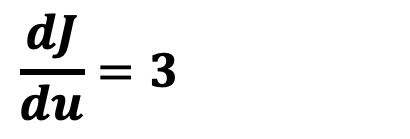 dJ/du = 3